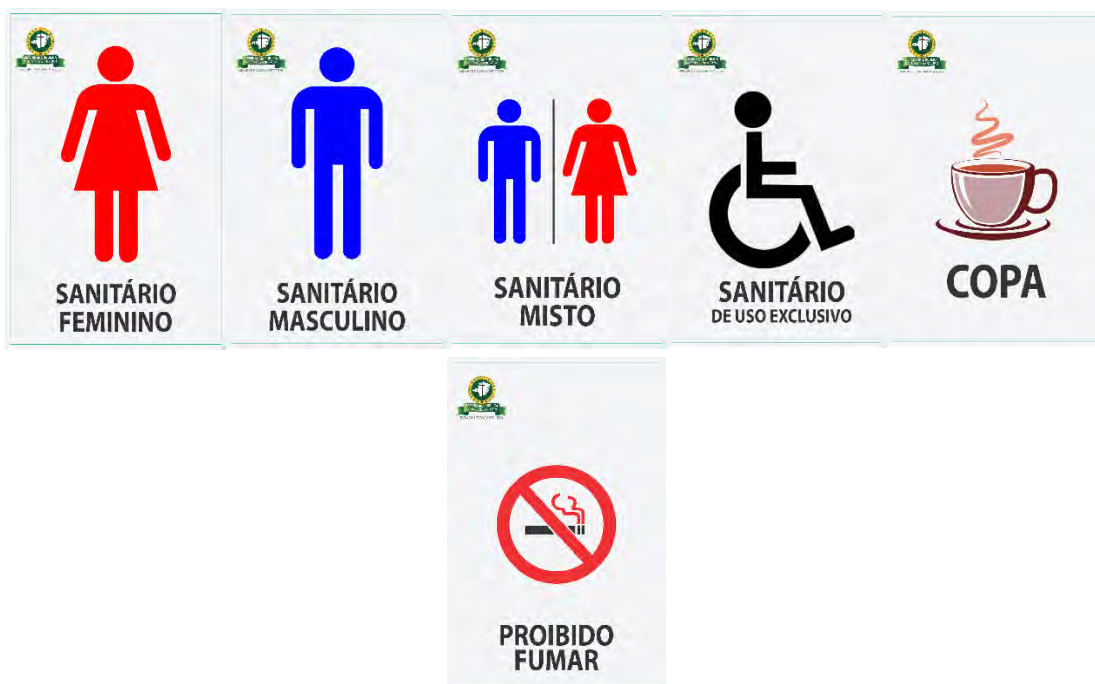 SANITÁRIO
FEMININO
SANITÁRIO
MASCULINO
SANITÁRIO
MISTO
SANITÁRIO
DE USO EXCLUSIVO
COPA
PROIBIDO
FUMAR